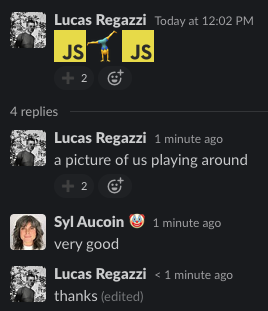 Lucas Regazzi Today at 12:02 PM
JS JS
2
4 replies
Lucas Regazzi 1 minute ago
a picture of us playing around
2
Syl Aucoin 1 minute ago
very good
Lucas Regazzi < 1 minute ago
thanks (edited)